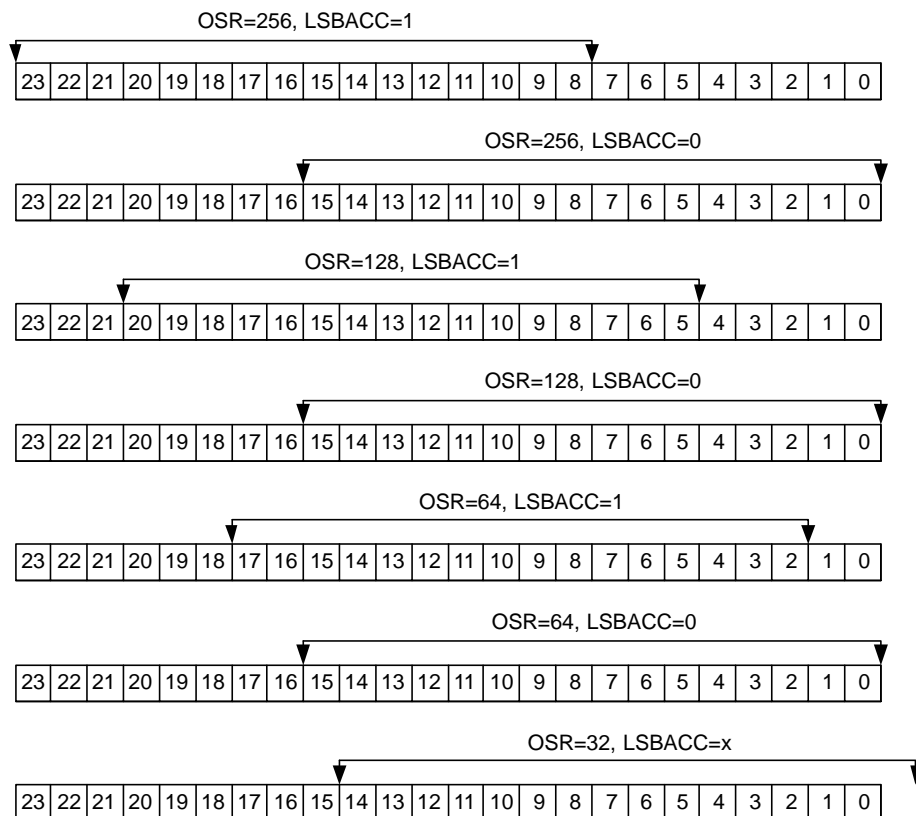 OSR=256, LSBACC=1
23 22 21 20 19 18 17 16 15 14 13 12 11 10 9 8 7 6 5 4 3 2 1 0
OSR=256, LSBACC=0
23 22 21 20 19 18 17 16 15 14 13 12 11 10 9 8 7 6 5 4 3 2 1 0
OSR=128, LSBACC=1
23 22 21 20 19 18 17 16 15 14 13 12 11 10 9 8 7 6 5 4 3 2 1 0
OSR=128, LSBACC=0
23 22 21 20 19 18 17 16 15 14 13 12 11 10 9 8 7 6 5 4 3 2 1 0
OSR=64, LSBACC=1
23 22 21 20 19 18 17 16 15 14 13 12 11 10 9 8 7 6 5 4 3 2 1 0
OSR=64, LSBACC=0
23 22 21 20 19 18 17 16 15 14 13 12 11 10 9 8 7 6 5 4 3 2 1 0
OSR=32, LSBACC=x
23 22 21 20 19 18 17 16 15 14 13 12 11 10 9 8 7 6 5 4 3 2 1 0